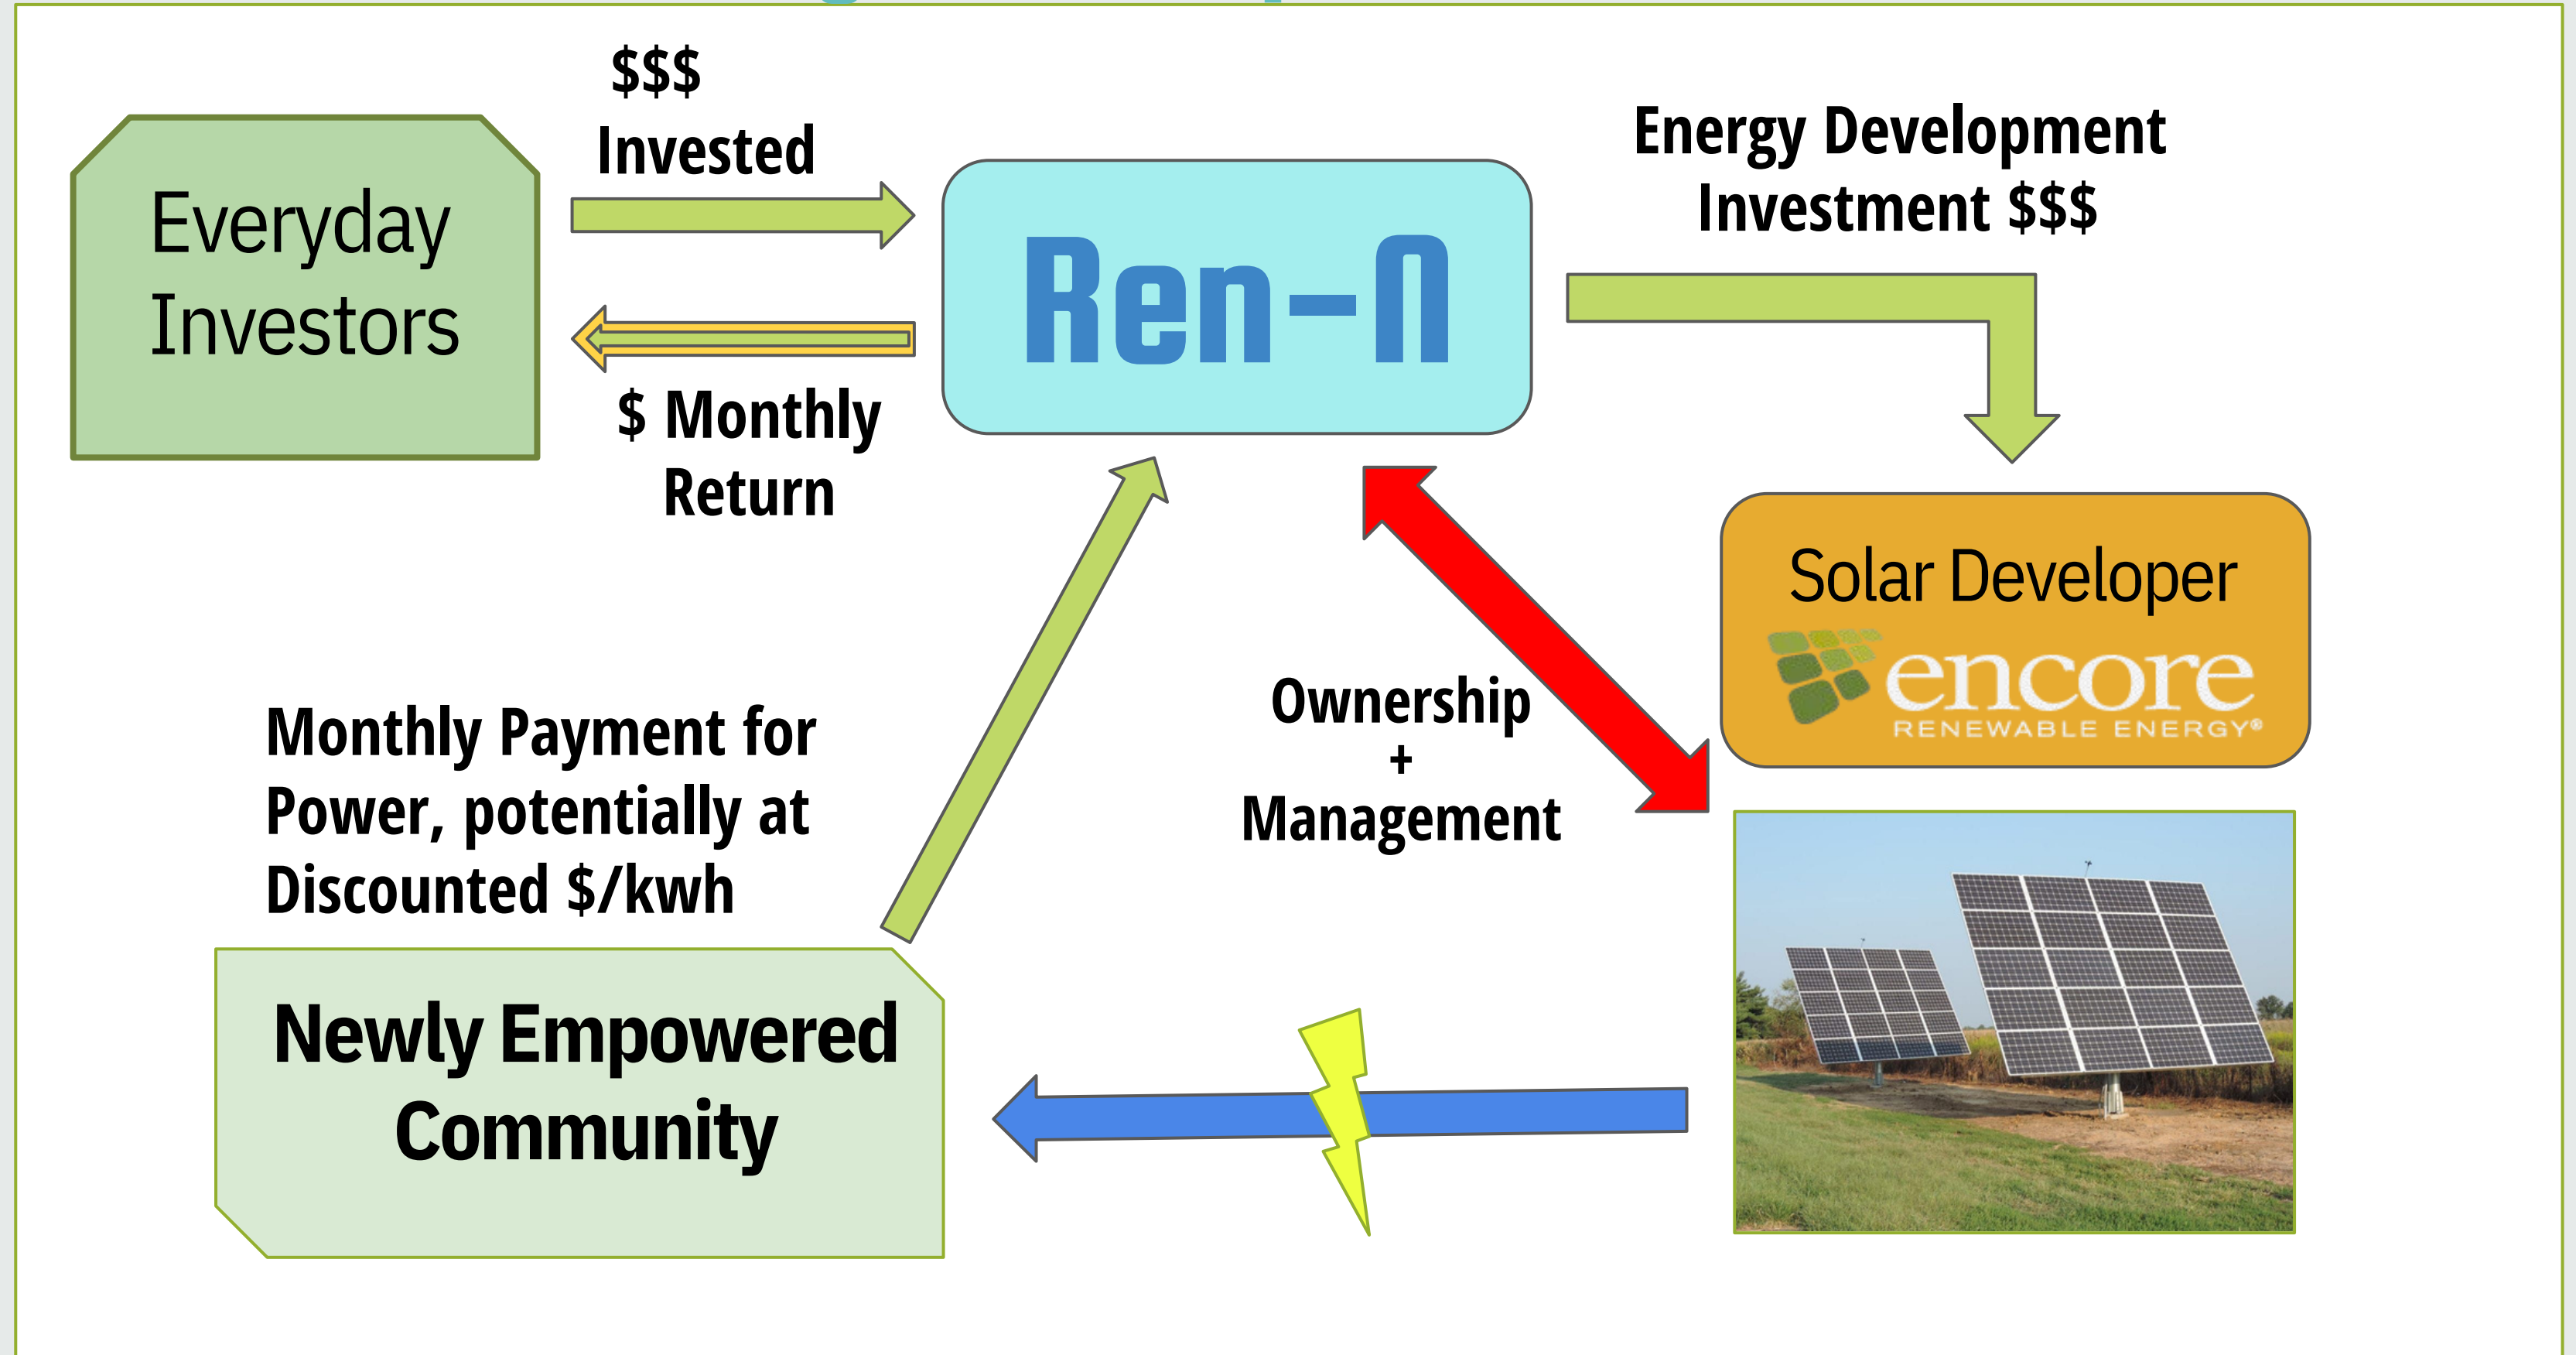 $$$
Invested
Everyday
Investors
Ren-N
$ Monthly
Return
Energy Development
Investment $$$
Solar Developer
encore
RENEWABLE ENERGY®
Ownership
+
Management
Monthly Payment for
Power, potentially at
Discounted $/kwh
Newly Empowered
Community